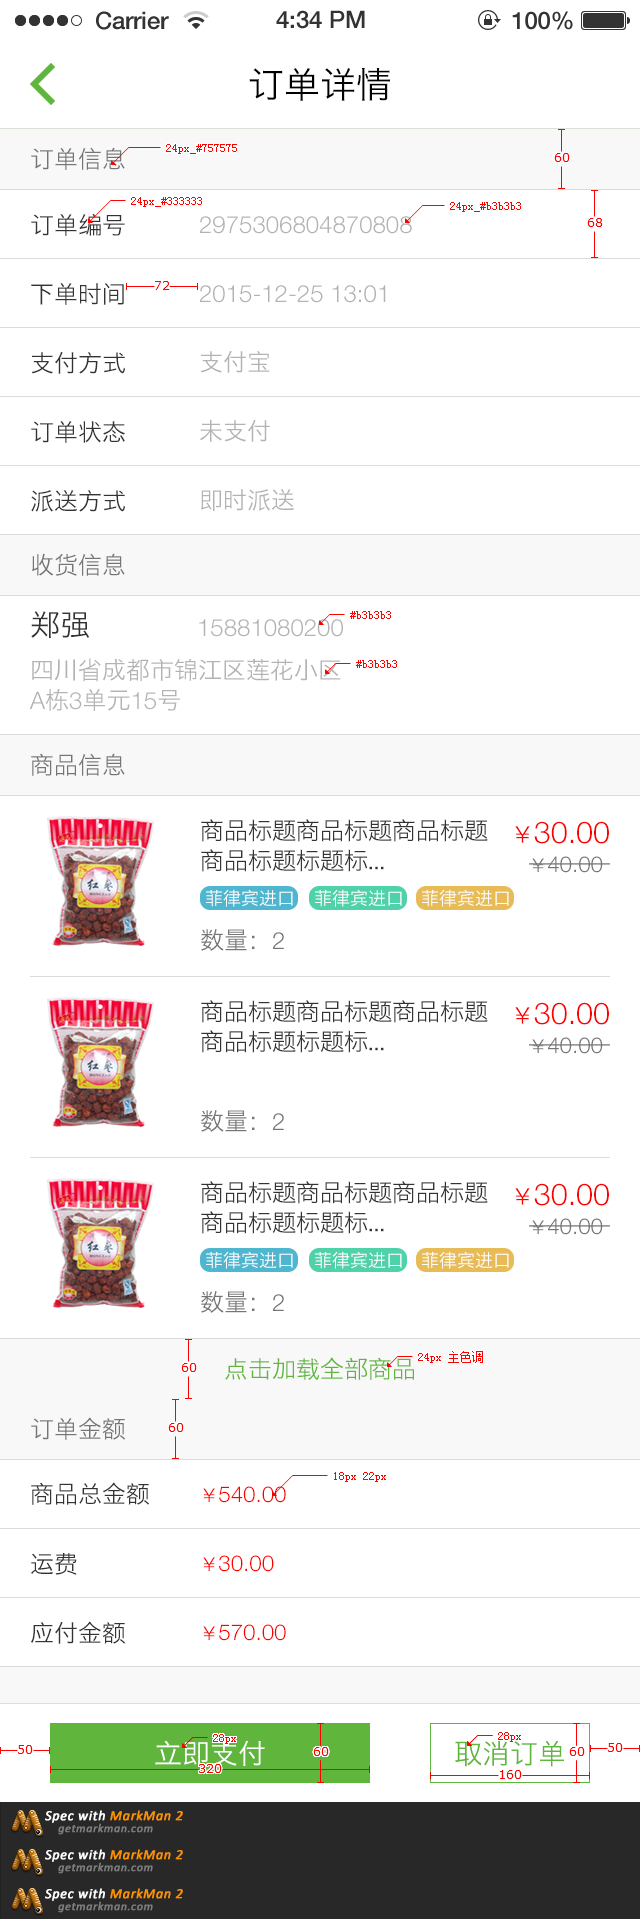 Carrier 4:34 PM 100%
订单详情
订单信息 24px_#757575 60
24px_#333333 24px_#b3b3b3
订单编号 2975306804870808 68
下单时间 72 2015-12-25 13:01
支付方式 支付宝
订单状态 未支付
派送方式 即时派送
收货信息
郑强 15881080200 #b3b3b3
四川省成都市锦江区莲花小区 #b3b3b3
A栋3单元15号
商品信息
红枣
商品标题商品标题商品标题 ¥30.00
商品标题标题标... ¥40.00
菲律宾进口 菲律宾进口 菲律宾进口
数量：2
红枣
商品标题商品标题商品标题 ¥30.00
商品标题标题标... ¥40.00
数量：2
红枣
商品标题商品标题商品标题 ¥30.00
商品标题标题标... ¥40.00
菲律宾进口 菲律宾进口 菲律宾进口
数量：2
60 点击加载全部商品 24px 主色调
订单金额 60
18px 22px
商品总金额 ¥540.00
运费 ¥30.00
应付金额 ¥570.00
28px 28px
50 立即支付 60 取消订单 60 50
320 160
Spec with MarkMan 2
getmarkman.com
Spec with MarkMan 2
getmarkman.com
Spec with MarkMan 2
getmarkman.com